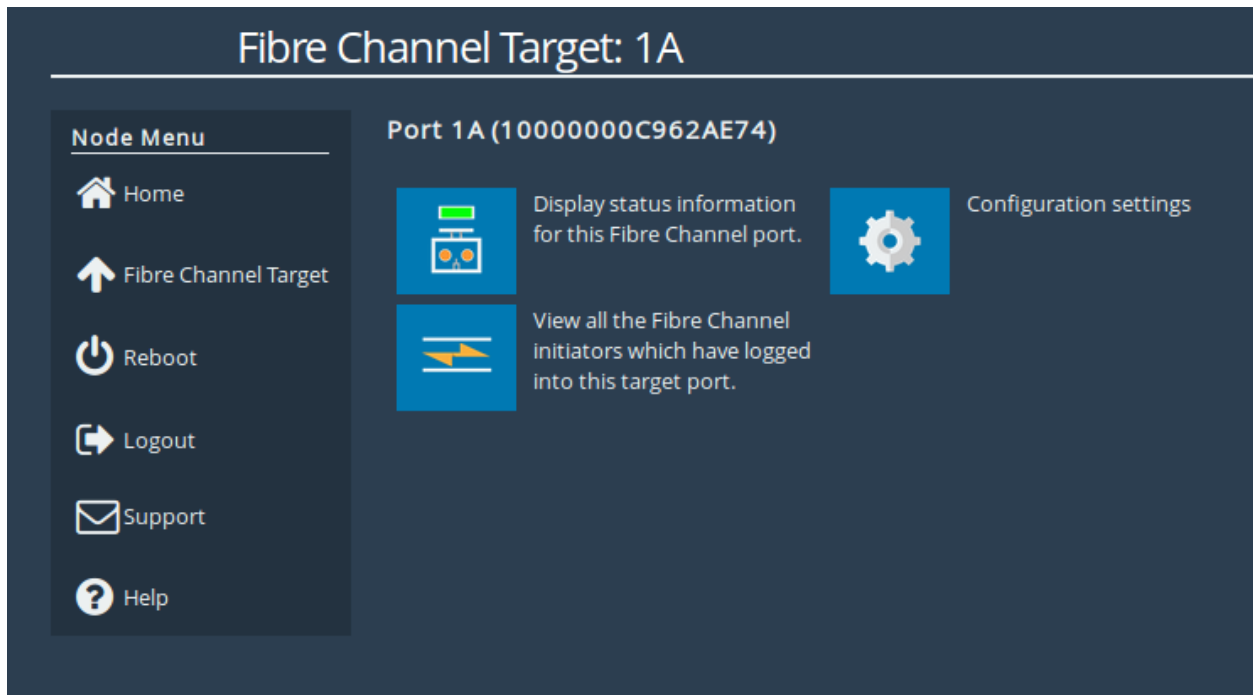 Fibre Channel Target: 1A
Node Menu
Home
Fibre Channel Target
Reboot
Logout
Support
Help
Port 1A (10000000C962AE74)
Display status information
for this Fibre Channel port.
Configuration settings
View all the Fibre Channel
initiators which have logged
into this target port.